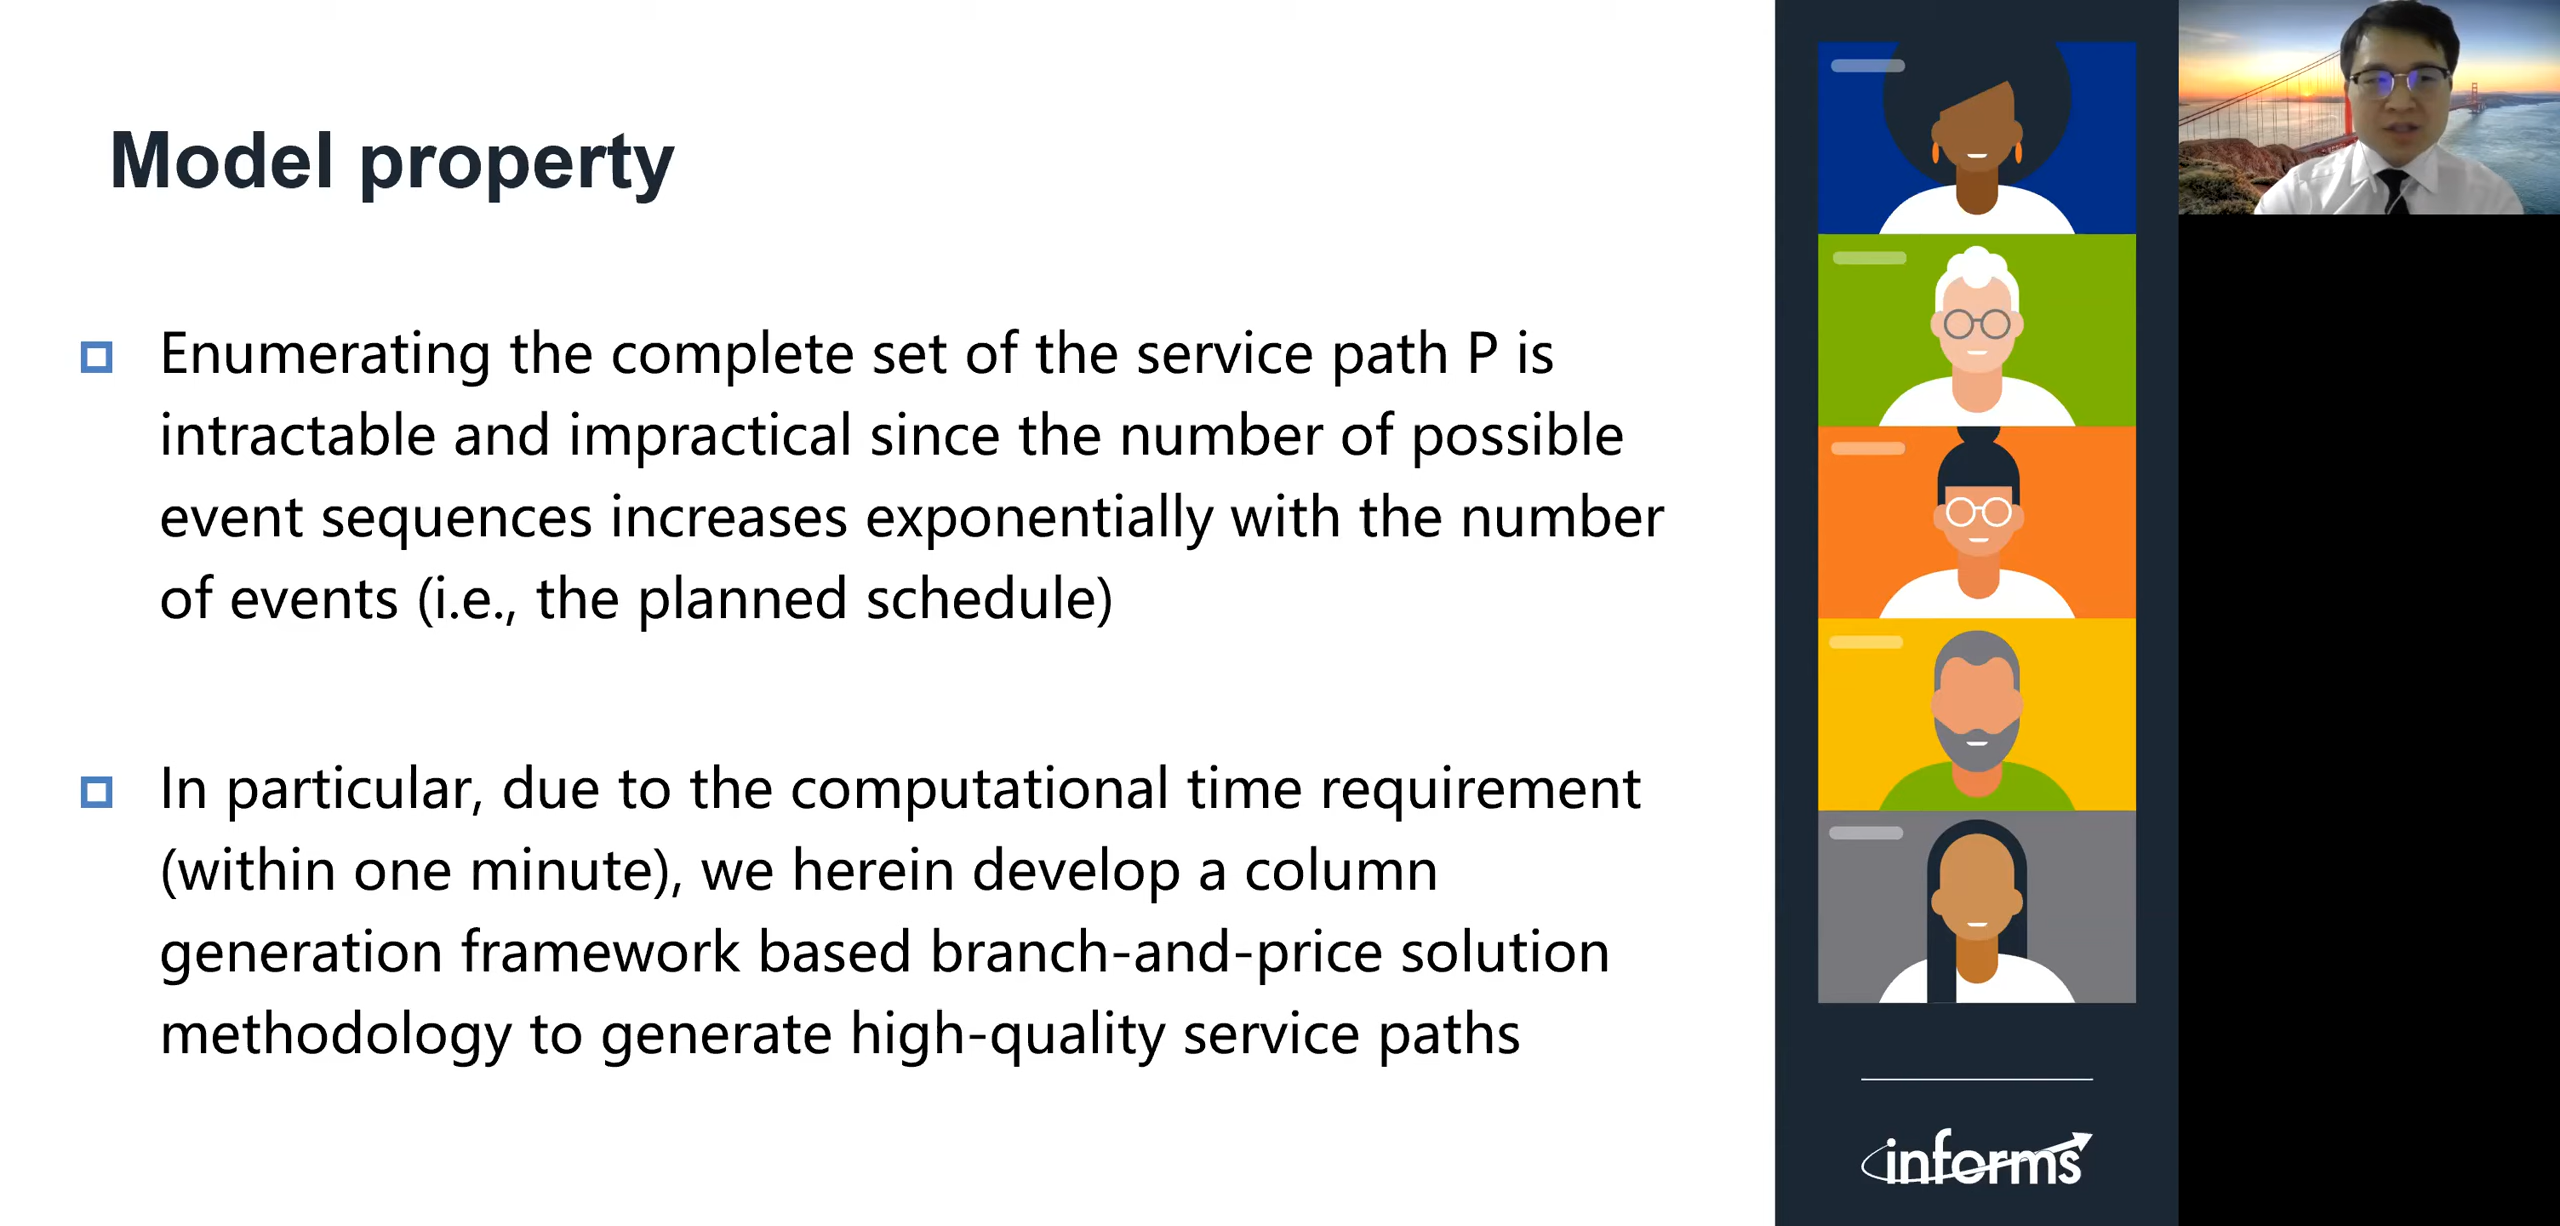 Model property
Enumerating the complete set of the service path P is
intractable and impractical since the number of possible
event sequences increases exponentially with the number
of events (i.e., the planned schedule)
In particular, due to the computational time requirement
(within one minute), we herein develop a column
generation framework based branch-and-price solution
methodology to generate high-quality service paths
informs